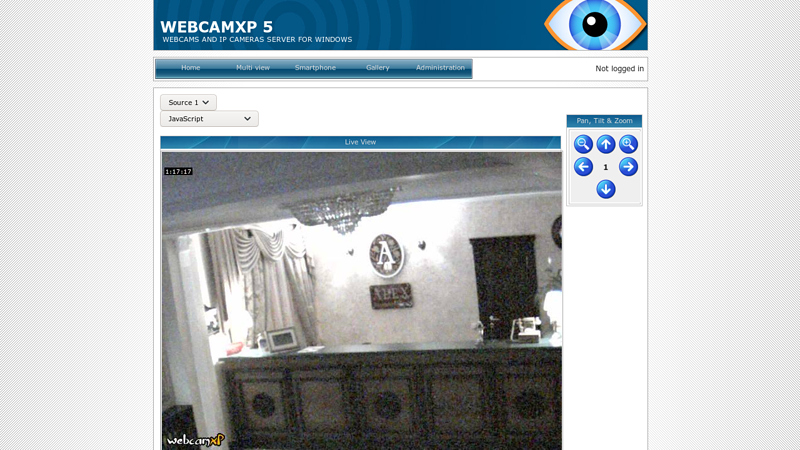 WEBCAMXP 5
WEBCAMS AND IP CAMERAS SERVER FOR WINDOWS
Home Multi view Smartphone Gallery Administration
Not logged in
Source 1
JavaScript
Pan, Tilt & Zoom
Live View
1
1:17:17
A
APEX
webcamXP